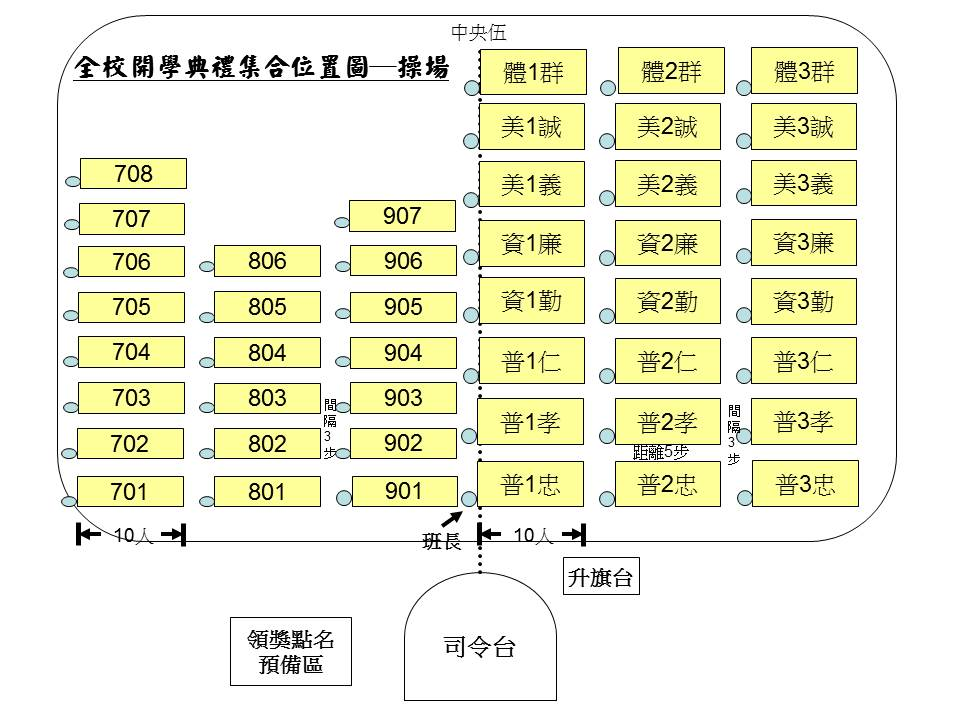 中央伍
全校開學典禮集合位置圖—操場
體1群 體2群 體3群
美1誠 美2誠 美3誠
708 美1義 美2義 美3義
707 907
706 806 906 資1廉 資2廉 資3廉
705 805 905 資1勤 資2勤 資3勤
704 804 904 普1仁 普2仁 普3仁
703 803 903
間隔3步
間隔3步
702 802 902 普1孝 普2孝 普3孝
距離5步
701 801 901 普1忠 普2忠 普3忠
10人 班長 10人
升旗台
領獎點名
預備區
司令台